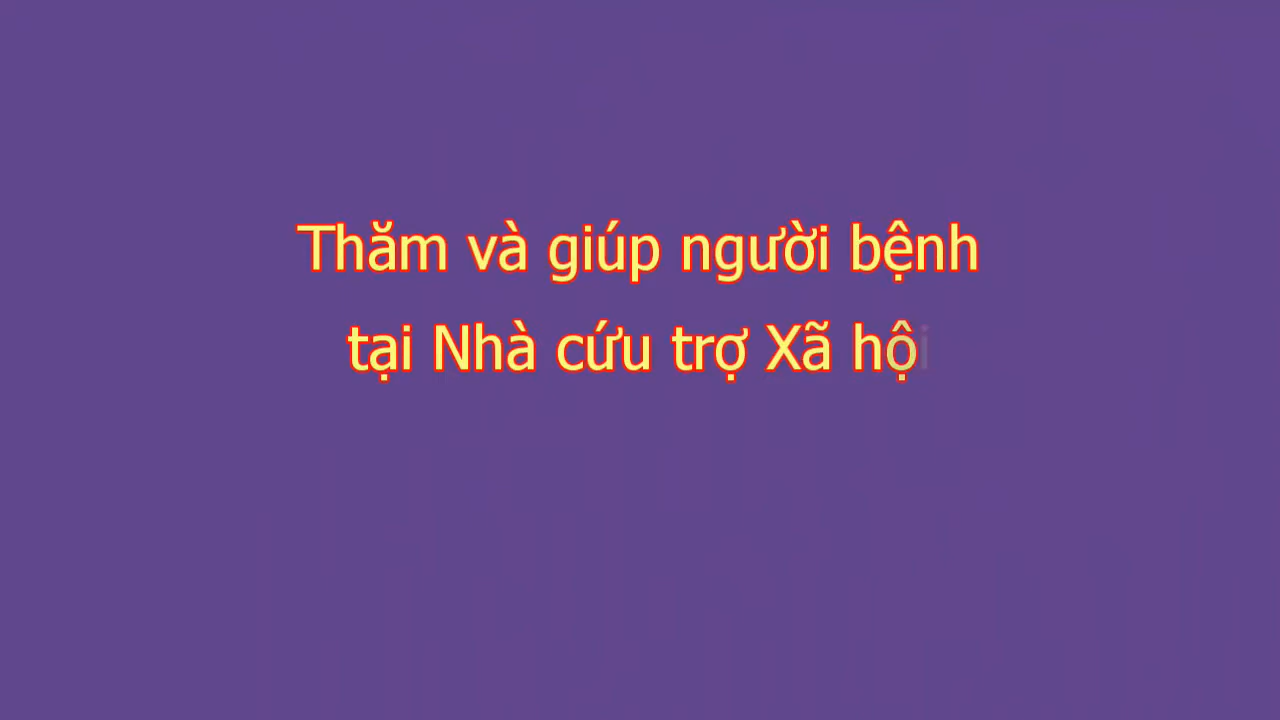 Thăm và giúp người bệnh
tại Nhà cứu trợ Xã hội